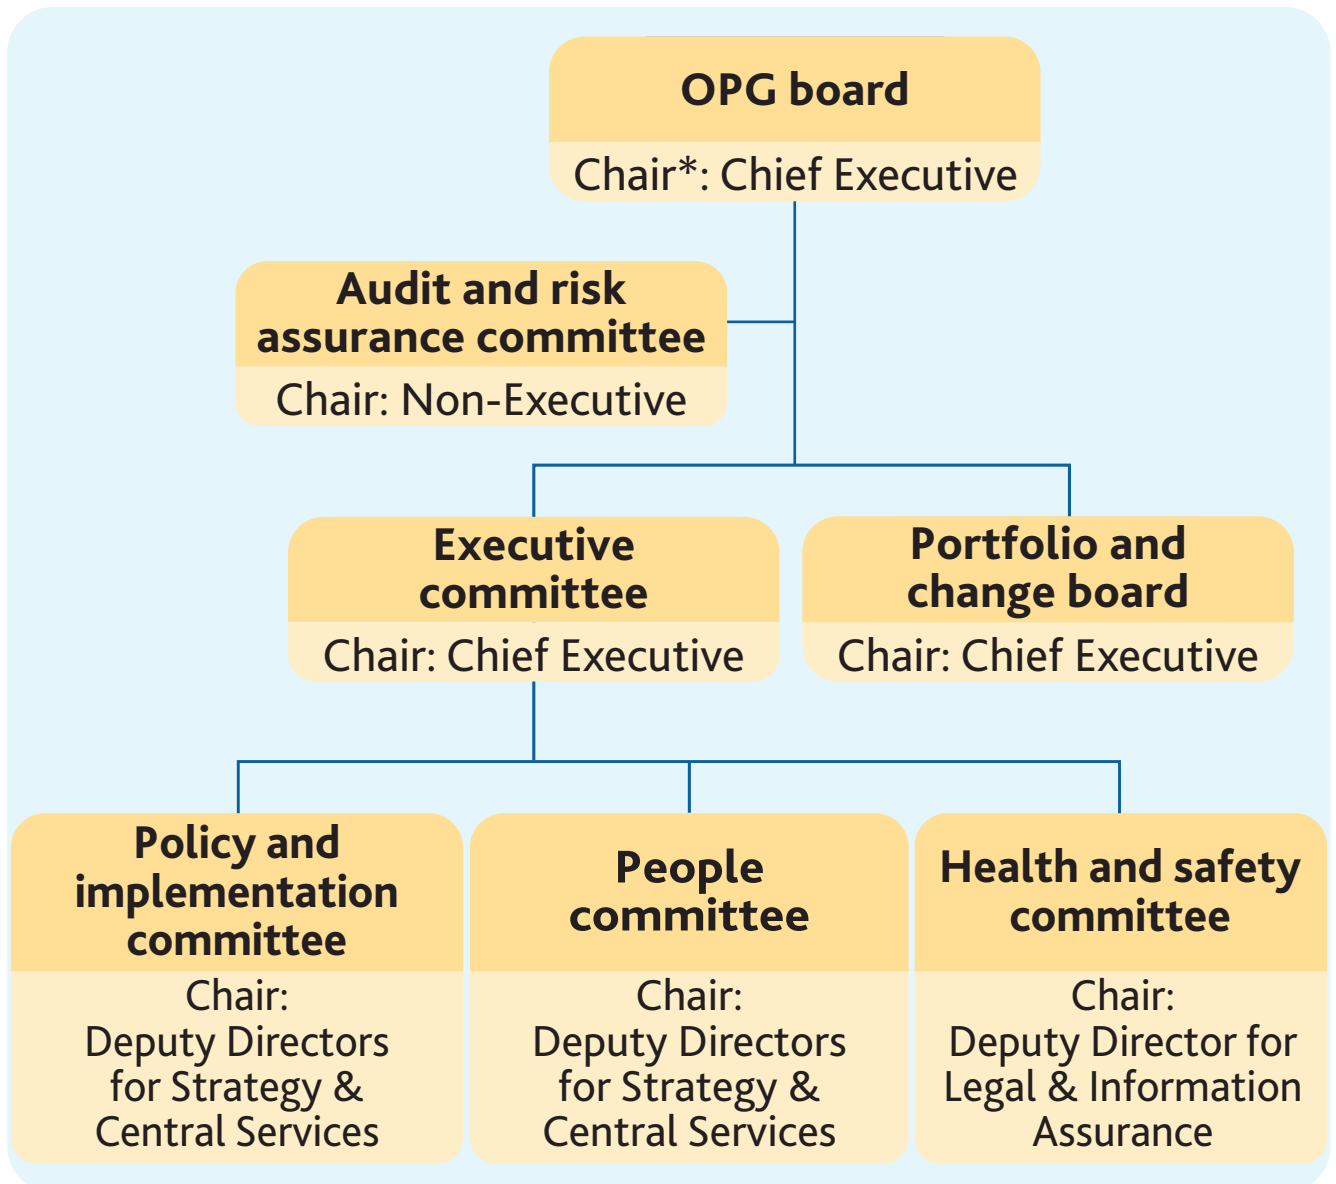 OPG board
Chair*: Chief Executive
Audit and risk
assurance committee
Chair: Non-Executive
Executive
committee
Chair: Chief Executive
Portfolio and
change board
Chair: Chief Executive
Policy and
implementation
committee
Chair:
Deputy Directors
for Strategy &
Central Services
People
committee
Chair:
Deputy Directors
for Strategy &
Central Services
Health and safety
committee
Chair:
Deputy Director for
Legal & Information
Assurance